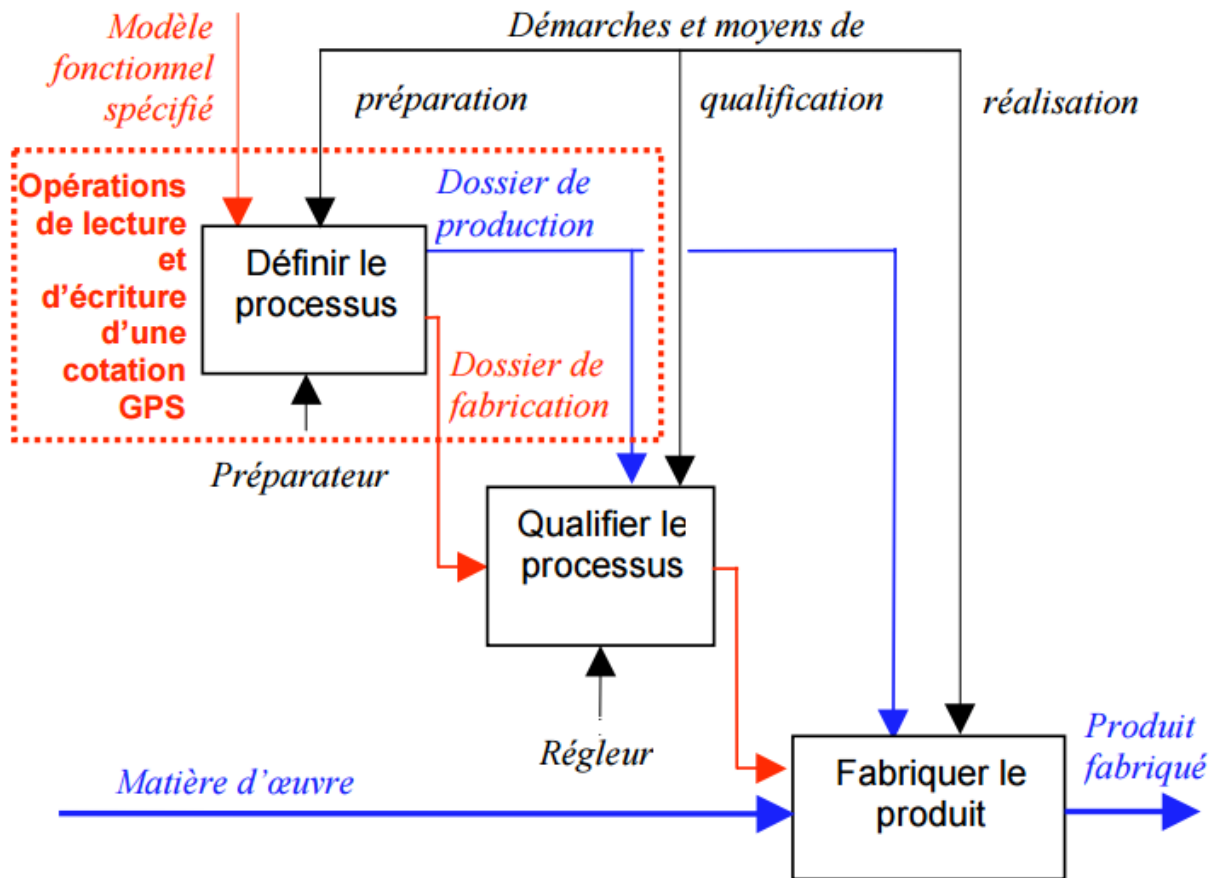 Modèle
fonctionnel
spécifié
Démarches et moyens de
préparation
qualification
réalisation
Opérations
de lecture
et
d'écriture
d'une
cotation
GPS
Dossier de
production
Définir le
processus
Dossier de
fabrication
Préparateur
Qualifier le
processus
Régleur
Matière d'œuvre
Fabriquer le
produit
Produit
fabriqué